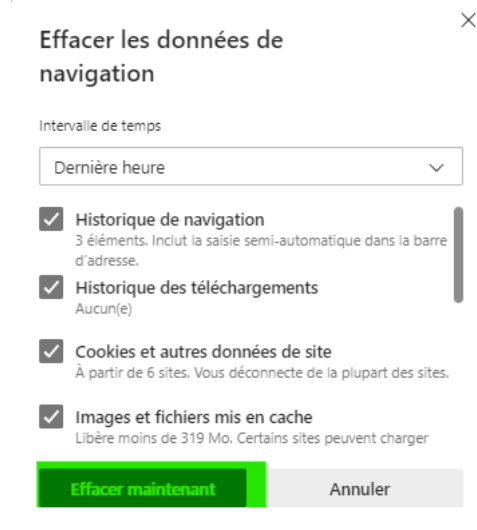 Effacer les données de
navigation
Intervalle de temps
Dernière heure
Historique de navigation
3 éléments. Inclut la saisie semi-automatique dans la barre
d'adresse.
Historique des téléchargements
Aucun(e)
Cookies et autres données de site
À partir de 6 sites. Vous déconnecte de la plupart des sites.
Images et fichiers mis en cache
Libère moins de 319 Mo. Certains sites peuvent charger
Effacer maintenant
Annuler